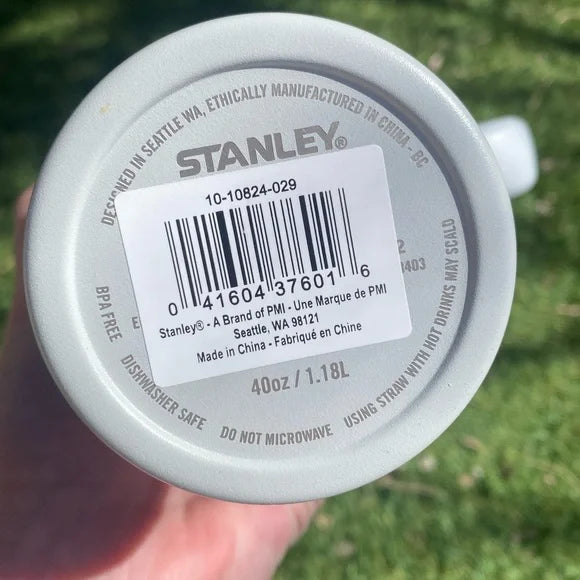 DESIGNED IN SEATTLE WA, ETHICALLY MANUFACTURED IN CHINA - BC
STANLEY®
10-10824-029
0 41604 37601 6
Stanley® - A Brand of PMI - Une Marque de PMI
Seattle, WA 98121
Made in China - Fabriqué en Chine
40oz / 1.18L
BPA FREE
DISHWASHER SAFE
DO NOT MICROWAVE
USING STRAW WITH HOT DRINKS MAY SCALD